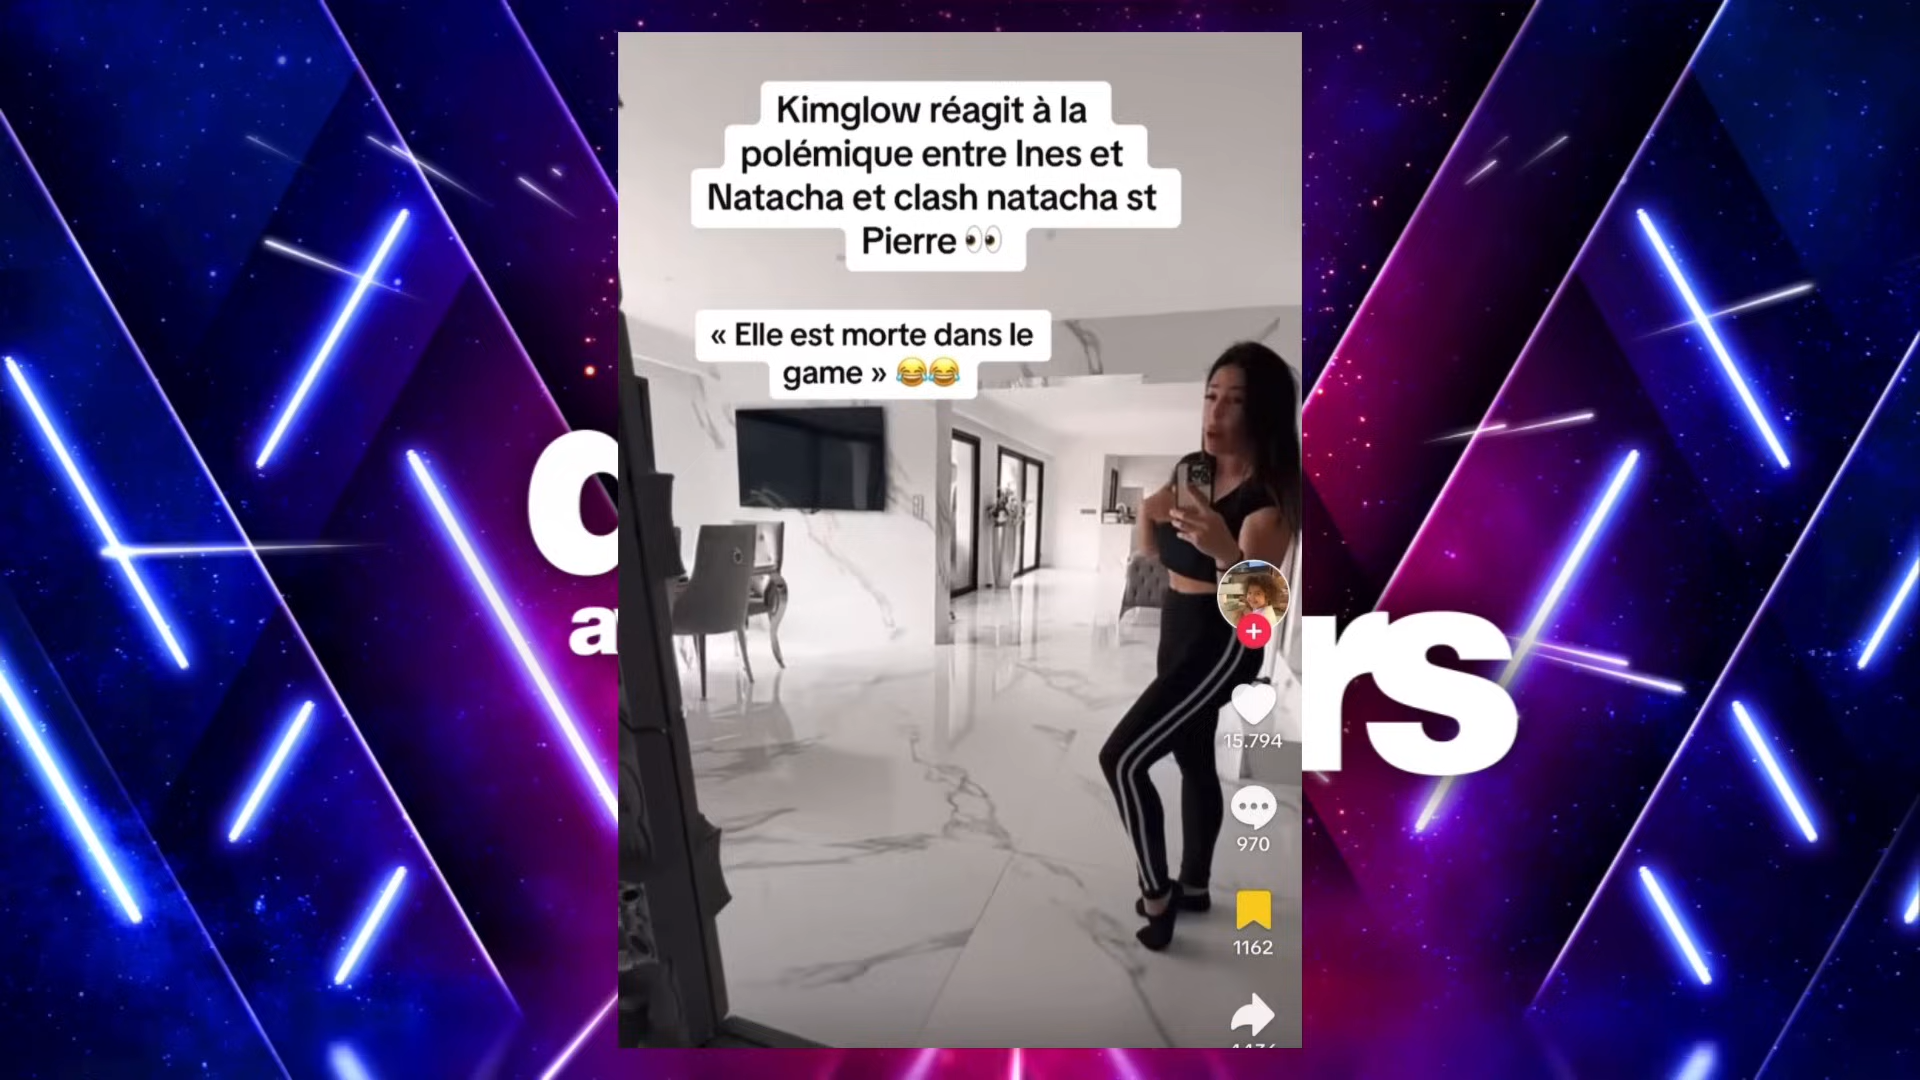 Kimglow réagit à la
polémique entre Ines et
Natacha et clash natacha st
Pierre 👀
« Elle est morte dans le
game » 😂😂
15.794
970
1162
rs